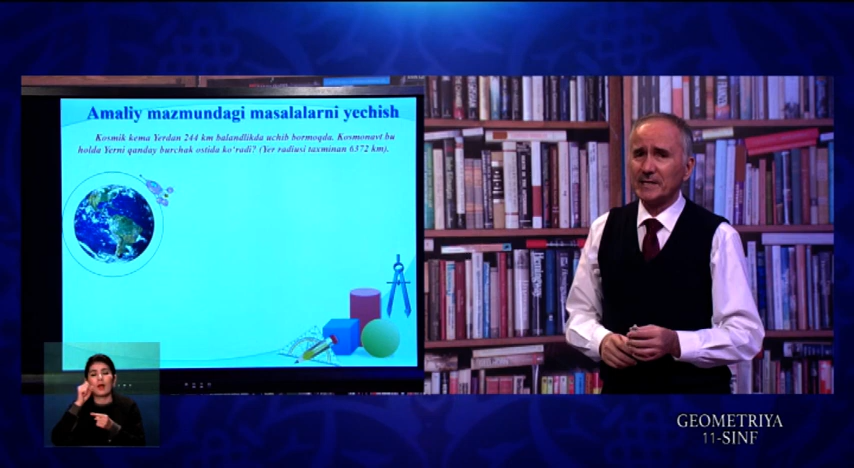 Amaliy mazmundagi masalalarni yechish
Kosmik kema Yerdan 244 km balandlikda uchib bormoqda. Kosmonavt bu
holda Yerni qanday burchak ostida ko‘radi? (Yer radiusi taxminan 6372 km).
GEOMETRIYA
11-SINF